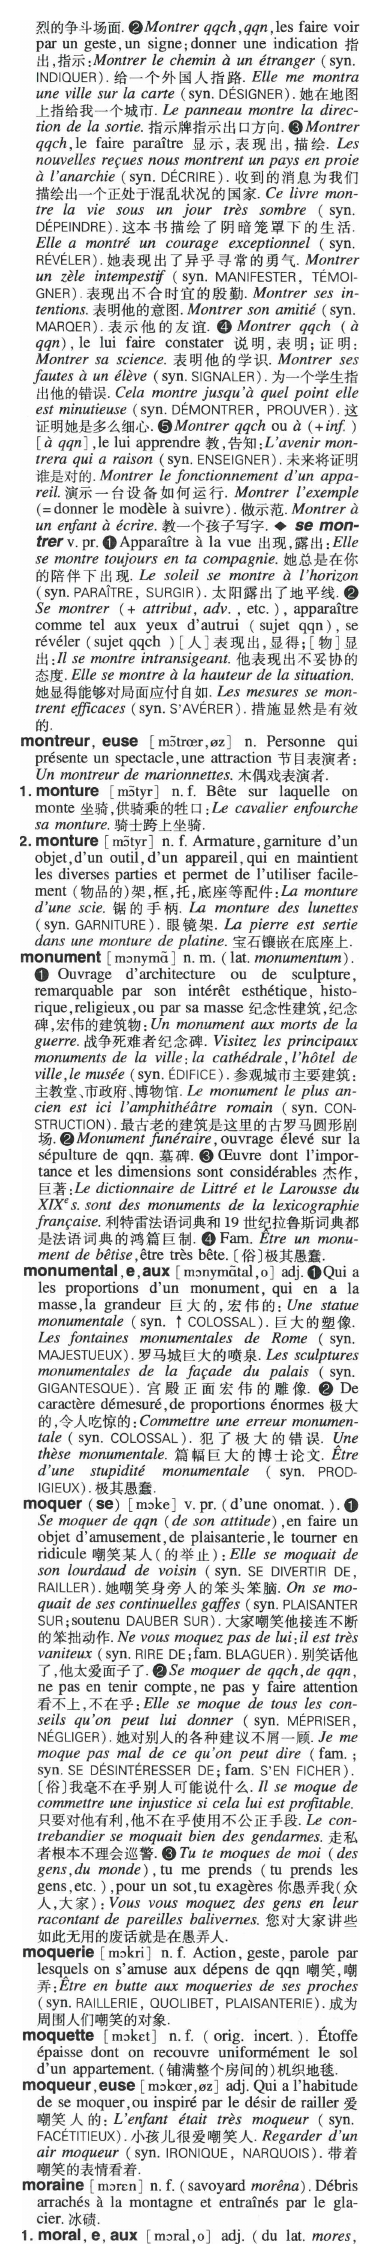 烈的争斗场面. ❷ Montrer qqch, qqn, les faire voir
par un geste, un signe; donner une indication 指
出,指示: Montrer le chemin à un étranger (syn.
INDIQUER). 给一个外国人指路. Elle me montra
une ville sur la carte (syn. DÉSIGNER). 她在地图
上指给我一个城市. Le panneau montre la direc-
tion de la sortie. 指示牌指示出口方向. ❸ Montrer
qqch, le faire paraître 显示,表现出,描绘. Les
nouvelles reçues nous montrent un pays en proie
à l'anarchie (syn. DÉCRIRE). 收到的消息为我们
描绘出一个正处于混乱状况的国家. Ce livre mon-
tre la vie sous un jour très sombre (syn.
DÉPEINDRE). 这本书描绘了阴暗笼罩下的生活.
Elle a montré un courage exceptionnel (syn.
RÉVÉLER). 她表现出了异乎寻常的勇气. Montrer
un zèle intempestif (syn. MANIFESTER, TÉMOI-
GNER). 表现出不合时宜的殷勤. Montrer ses in-
tentions. 表明他的意图. Montrer son amitié (syn.
MARQER). 表示他的友谊. ❹ Montrer qqch (à
qqn), le lui faire constater 说明,表明;证明:
Montrer sa science. 表明他的学识. Montrer ses
fautes à un élève (syn. SIGNALER). 为一个学生指
出他的错误. Cela montre jusqu'à quel point elle
est minutieuse (syn. DÉMONTRER, PROUVER). 这
证明她是多么细心. ❺ Montrer qqch ou à (+inf.)
[à qqn], le lui apprendre 教,告知: L'avenir mon-
trera qui a raison (syn. ENSEIGNER). 未来将证明
谁是对的. Montrer le fonctionnement d'un appa-
reil. 演示一台设备如何运行. Montrer l'exemple
(= donner le modèle à suivre). 做示范. Montrer à
un enfant à écrire. 教一个孩子写字. ◆ se mon-
trer v. pr. ❶ Apparaître à la vue 出现,露出: Elle
se montre toujours en ta compagnie. 她总是在你
的陪伴下出现. Le soleil se montre à l'horizon
(syn. PARAÎTRE, SURGIR). 太阳露出了地平线. ❷
Se montrer (+ attribut, adv., etc.), apparaître
comme tel aux yeux d'autrui (sujet qqn), se
révéler (sujet qqch) [人]表现出,显得;[物]显
出: Il se montre intransigeant. 他表现出不妥协的
态度. Elle se montre à la hauteur de la situation.
她显得能够对局面应付自如. Les mesures se mon-
trent efficaces (syn. S'AVÉRER). 措施显然是有效
的.
montreur, euse [mɔ̃trœr, øz] n. Personne qui
présente un spectacle, une attraction 节目表演者:
Un montreur de marionnettes. 木偶戏表演者.
1. monture [mɔ̃tyr] n. f. Bête sur laquelle on
monte 坐骑,供骑乘的牲口: Le cavalier enfourche
sa monture. 骑士跨上坐骑.
2. monture [mɔ̃tyr] n. f. Armature, garniture d'un
objet, d'un outil, d'un appareil, qui en maintient
les diverses parties et permet de l'utiliser facile-
ment (物品的)架,框,托,底座等配件: La monture
d'une scie. 锯的手柄. La monture des lunettes
(syn. GARNITURE). 眼镜架. La pierre est sertie
dans une monture de platine. 宝石镶嵌在底座上.
monument [mɔnymɑ̃] n. m. (lat. monumentum).
❶ Ouvrage d'architecture ou de sculpture,
remarquable par son intérêt esthétique, histo-
rique, religieux, ou par sa masse 纪念性建筑,纪念
碑,宏伟的建筑物: Un monument aux morts de la
guerre. 战争死难者纪念碑. Visitez les principaux
monuments de la ville: la cathédrale, l'hôtel de
ville, le musée (syn. ÉDIFICE). 参观城市主要建筑:
主教堂、市政府、博物馆. Le monument le plus an-
cien est ici l'amphithéâtre romain (syn. CON-
STRUCTION). 最古老的建筑是这里的古罗马圆形剧
场. ❷ Monument funéraire, ouvrage élevé sur la
sépulture de qqn. 墓碑. ❸ Œuvre dont l'impor-
tance et les dimensions sont considérables 杰作,
巨著: Le dictionnaire de Littré et le Larousse du
XIXe s. sont des monuments de la lexicographie
française. 利特雷法语词典和 19 世纪拉鲁斯词典都
是法语词典的鸿篇巨制. ❹ Fam. Être un monu-
ment de bêtise, être très bête. 〔俗〕极其愚蠢.
monumental, e, aux [mɔnymɑ̃tal, o] adj. ❶ Qui a
les proportions d'un monument, qui en a la
masse, la grandeur 巨大的,宏伟的: Une statue
monumentale (syn. ↑ COLOSSAL). 巨大的塑像.
Les fontaines monumentales de Rome (syn.
MAJESTUEUX). 罗马城巨大的喷泉. Les sculptures
monumentales de la façade du palais (syn.
GIGANTESQUE). 宫殿正面宏伟的雕像. ❷ De
caractère démesuré, de proportions énormes 极大
的,令人吃惊的: Commettre une erreur monumen-
tale (syn. COLOSSAL). 犯了极大的错误. Une
thèse monumentale. 篇幅巨大的博士论文. Être
d'une stupidité monumentale (syn. PROD-
IGIEUX). 极其愚蠢.
moquer (se) [mɔke] v. pr. (d'une onomat.). ❶
Se moquer de qqn (de son attitude), en faire un
objet d'amusement, de plaisanterie, le tourner en
ridicule 嘲笑某人(的举止): Elle se moquait de
son lourdaud de voisin (syn. SE DIVERTIR DE,
RAILLER). 她嘲笑身旁人的笨头笨脑. On se mo-
quait de ses continuelles gaffes (syn. PLAISANTER
SUR; soutenu DAUBER SUR). 大家嘲笑他接连不断
的笨拙动作. Ne vous moquez pas de lui: il est très
vaniteux (syn. RIRE DE; fam. BLAGUER). 别笑话他
了,他太爱面子了. ❷ Se moquer de qqch, de qqn,
ne pas en tenir compte, ne pas y faire attention
看不上,不在乎: Elle se moque de tous les con-
seils qu'on peut lui donner (syn. MÉPRISER,
NÉGLIGER). 她对别人的各种建议不屑一顾. Je me
moque pas mal de ce qu'on peut dire (fam.;
syn. SE DÉSINTÉRESSER DE; fam. S'EN FICHER).
〔俗〕我毫不在乎别人可能说什么. Il se moque de
commettre une injustice si cela lui est profitable.
只要对他有利,他不在乎使用不公正手段. Le con-
trebandier se moquait bien des gendarmes. 走私
者根本不理会巡警. ❸ Tu te moques de moi (des
gens, du monde), tu me prends (tu prends les
gens, etc.), pour un sot, tu exagères 你愚弄我(众
人,大家): Vous vous moquez des gens en leur
racontant de pareilles balivernes. 您对大家讲些
如此无用的废话就是在愚弄人.
moquerie [mɔkri] n. f. Action, geste, parole par
lesquels on s'amuse aux dépens de qqn 嘲笑,嘲
弄: Être en butte aux moqueries de ses proches
(syn. RAILLERIE, QUOLIBET, PLAISANTERIE). 成为
周围人们嘲笑的对象.
moquette [mɔkɛt] n. f. (orig. incert.). Étoffe
épaisse dont on recouvre uniformément le sol
d'un appartement. (铺满整个房间的)机织地毯.
moqueur, euse [mɔkœr, øz] adj. Qui a l'habitude
de se moquer, ou inspiré par le désir de railler 爱
嘲笑人的: L'enfant était très moqueur (syn.
FACÉTITIEUX). 小孩儿很爱嘲笑人. Regarder d'un
air moqueur (syn. IRONIQUE, NARQUOIS). 带着
嘲笑的表情看着.
moraine [mɔrɛn] n. f. (savoyard morêna). Débris
arrachés à la montagne et entraînés par le gla-
cier. 冰碛.
1. moral, e, aux [mɔral, o] adj. (du lat. mores,